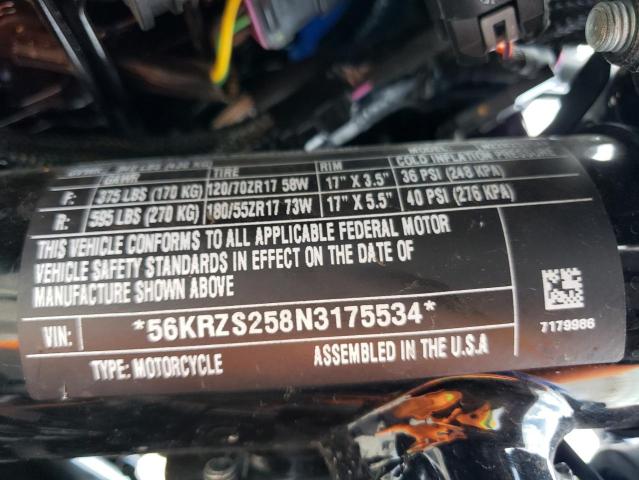 GAWR TIRE RIM COLD INFLATION PRESSURE
F: 375 LBS (170 KG) 120/70ZR17 58W 17" X 3.5" 36 PSI (248 KPA)
R: 595 LBS (270 KG) 180/55ZR17 73W 17" X 5.5" 40 PSI (276 KPA)
THIS VEHICLE CONFORMS TO ALL APPLICABLE FEDERAL MOTOR
VEHICLE SAFETY STANDARDS IN EFFECT ON THE DATE OF
MANUFACTURE SHOWN ABOVE
VIN: *56KRZS258N3175534*
7179986
TYPE: MOTORCYCLE ASSEMBLED IN THE U.S.A